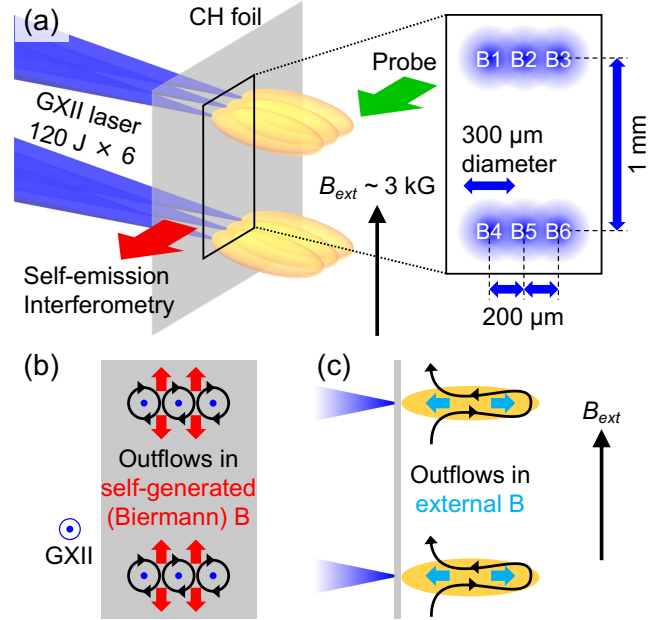 (a)
CH foil
GXII laser
120 J × 6
Probe
B_ext ~ 3 kG
Self-emission
Interferometry
B1 B2 B3
300 μm
diameter
1 mm
B4 B5 B6
200 μm
(b)
Outflows in
self-generated
(Biermann) B
GXII
(c)
Outflows in
external B
B_ext